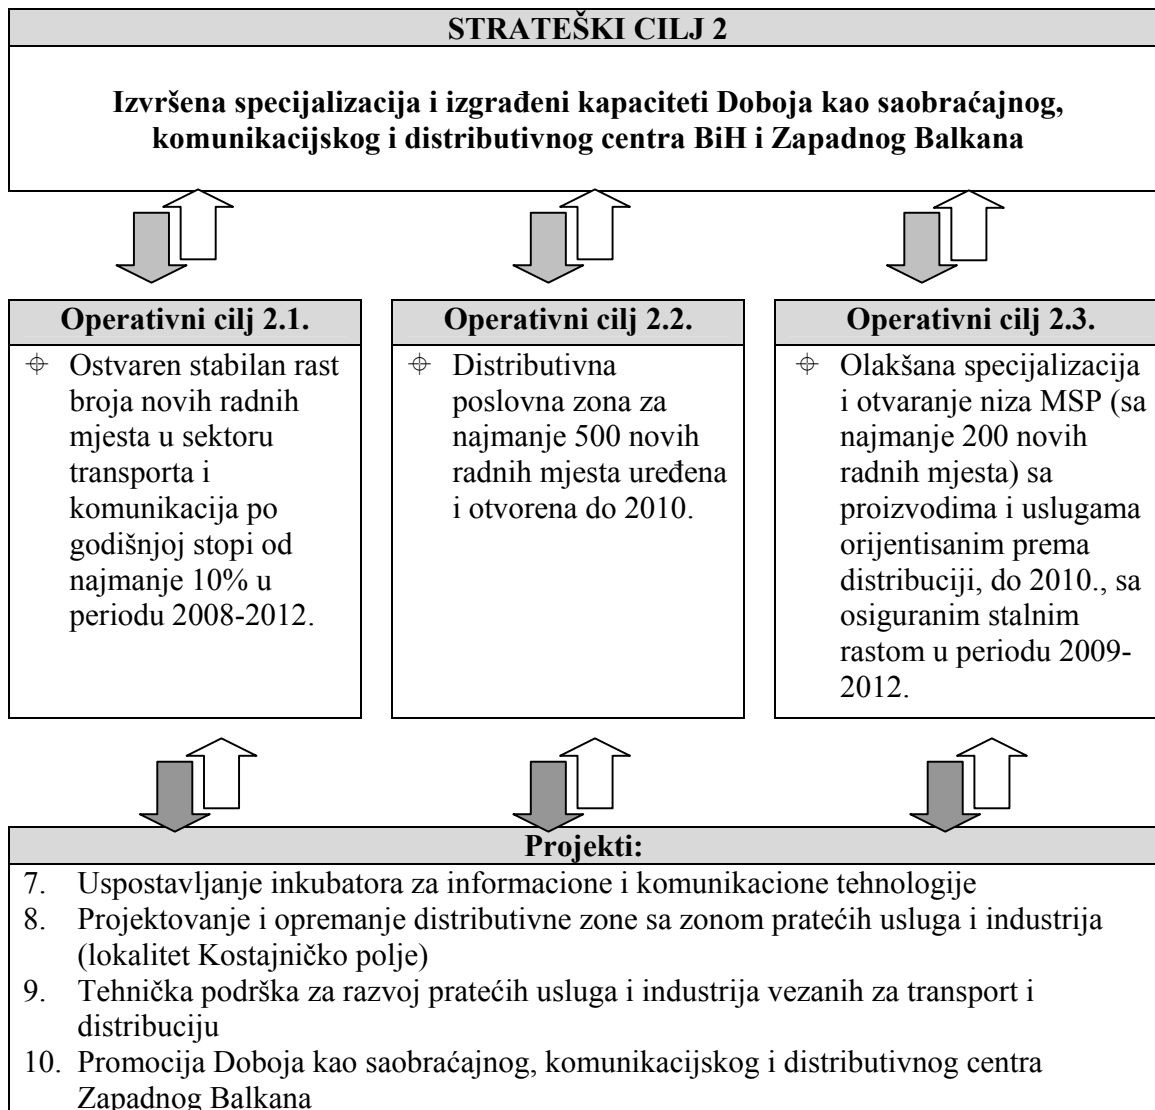 STRATEŠKI CILJ 2
Izvršena specijalizacija i izgrađeni kapaciteti Doboja kao saobraćajnog,
komunikacijskog i distributivnog centra BiH i Zapadnog Balkana
Operativni cilj 2.1.
Ostvaren stabilan rast
broja novih radnih
mjesta u sektoru
transporta i
komunikacija po
godišnjoj stopi od
najmanje 10% u
periodu 2008-2012.
Operativni cilj 2.2.
Distributivna
poslovna zona za
najmanje 500 novih
radnih mjesta uređena
i otvorena do 2010.
Operativni cilj 2.3.
Olakšana specijalizacija
i otvaranje niza MSP (sa
najmanje 200 novih
radnih mjesta) sa
proizvodima i uslugama
orijentisanim prema
distribuciji, do 2010., sa
osiguranim stalnim
rastom u periodu 2009-
2012.
Projekti:
7. Uspostavljanje inkubatora za informacione i komunikacione tehnologije
8. Projektovanje i opremanje distributivne zone sa zonom pratećih usluga i industrija
(lokalitet Kostajničko polje)
9. Tehnička podrška za razvoj pratećih usluga i industrija vezanih za transport i
distribuciju
10. Promocija Doboja kao saobraćajnog, komunikacijskog i distributivnog centra
Zapadnog Balkana